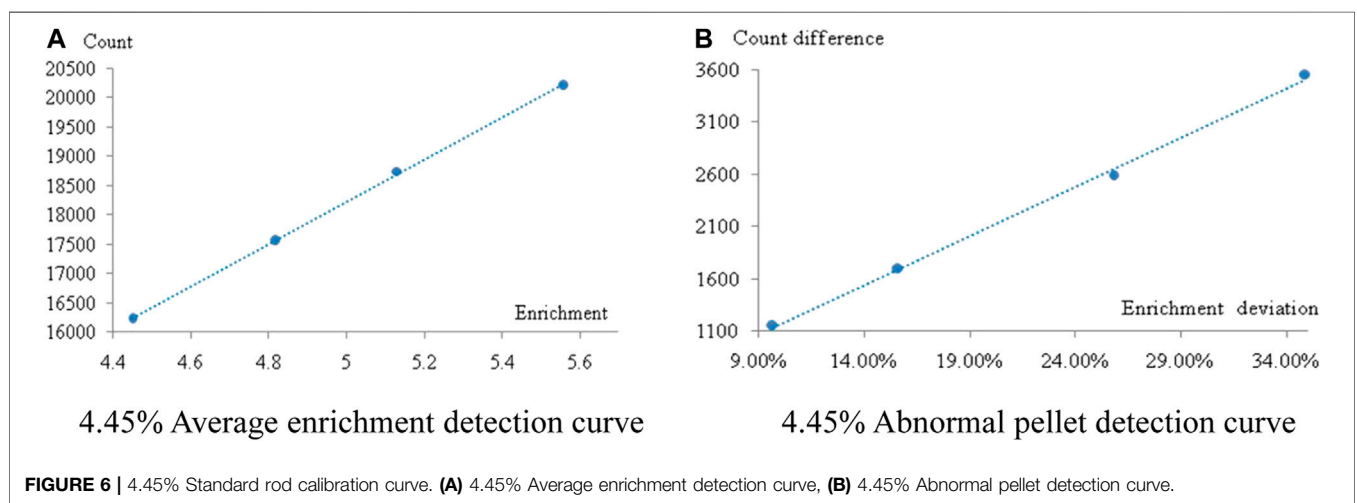 A Count
20500
20000
19500
19000
18500
18000
17500
17000
16500
16000
Enrichment
4.4 4.6 4.8 5 5.2 5.4 5.6
4.45% Average enrichment detection curve
B Count difference
3600
3100
2600
2100
1600
1100
Enrichment deviation
9.00% 14.00% 19.00% 24.00% 29.00% 34.00%
4.45% Abnormal pellet detection curve
FIGURE 6 | 4.45% Standard rod calibration curve. (A) 4.45% Average enrichment detection curve, (B) 4.45% Abnormal pellet detection curve.